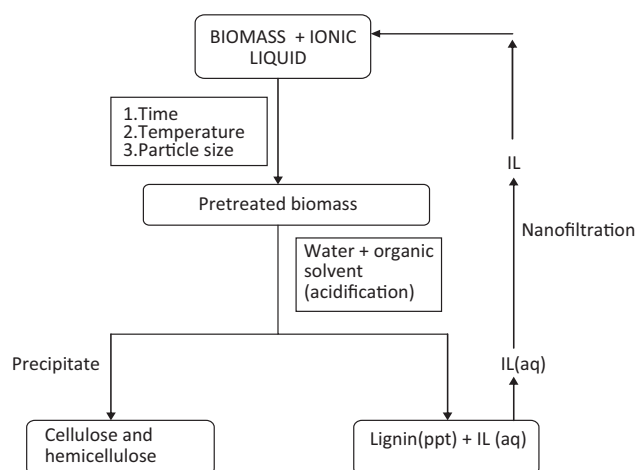 BIOMASS + IONIC
LIQUID
1.Time
2.Temperature
3.Particle size
IL
Pretreated biomass
Nanofiltration
Water + organic
solvent
(acidification)
Precipitate
IL(aq)
Cellulose and
hemicellulose
Lignin(ppt) + IL (aq)